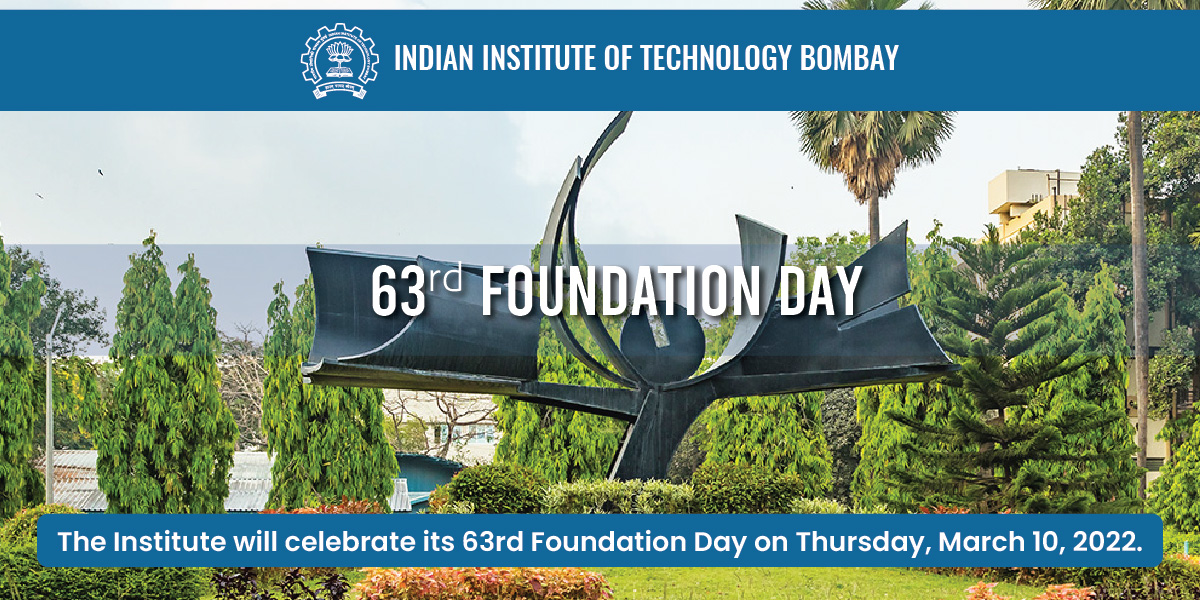 INDIAN INSTITUTE OF TECHNOLOGY BOMBAY
63rd FOUNDATION DAY
The Institute will celebrate its 63rd Foundation Day on Thursday, March 10, 2022.